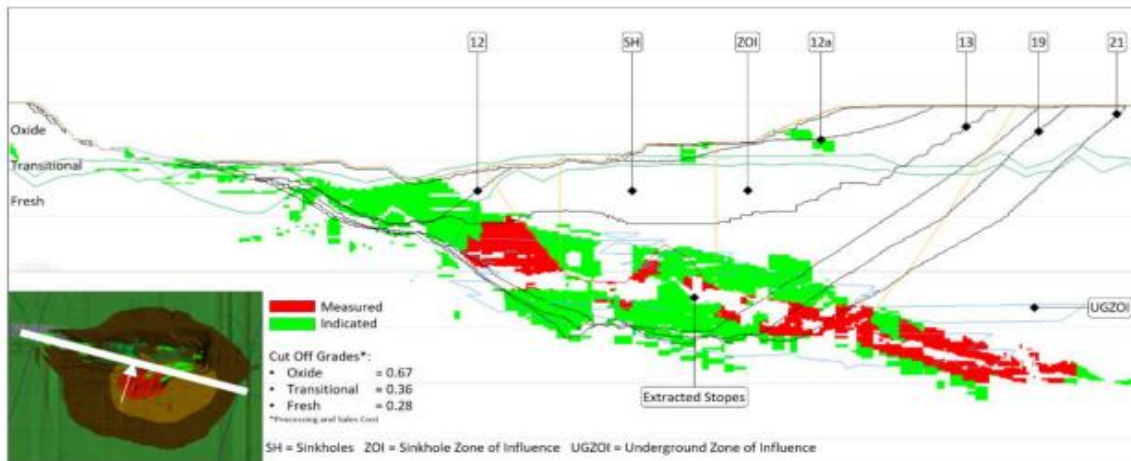 12 SH ZOI 12a 13 19 21
Oxide
Transitional
Fresh
UGZOI
Measured
Indicated
Cut Off Grades*:
• Oxide = 0.67
• Transitional = 0.36
• Fresh = 0.28
*Processing and Sales Cost
Extracted Stopes
SH = Sinkholes ZOI = Sinkhole Zone of Influence UGZOI = Underground Zone of Influence